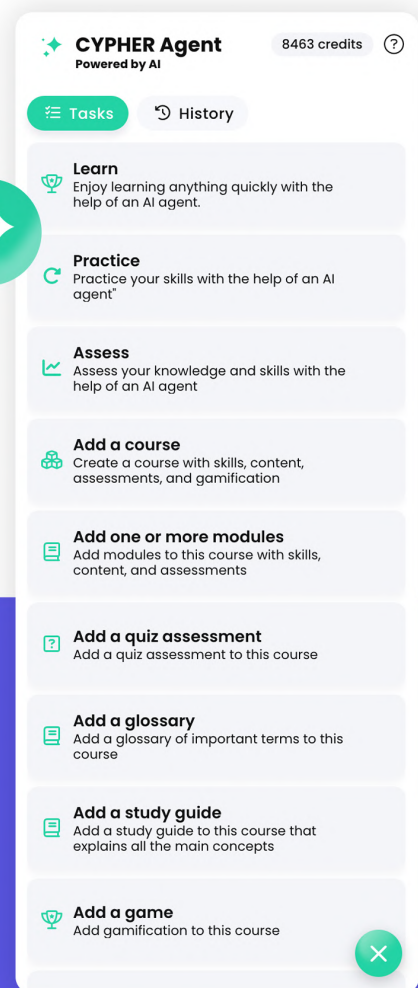 CYPHER Agent
8463 credits
?
Powered by AI
Tasks
History
Learn
Enjoy learning anything quickly with the
help of an AI agent.
Practice
Practice your skills with the help of an AI
agent"
Assess
Assess your knowledge and skills with the
help of an AI agent
Add a course
Create a course with skills, content,
assessments, and gamification
Add one or more modules
Add modules to this course with skills,
content, and assessments
Add a quiz assessment
Add a quiz assessment to this course
Add a glossary
Add a glossary of important terms to this
course
Add a study guide
Add a study guide to this course that
explains all the main concepts
Add a game
Add gamification to this course